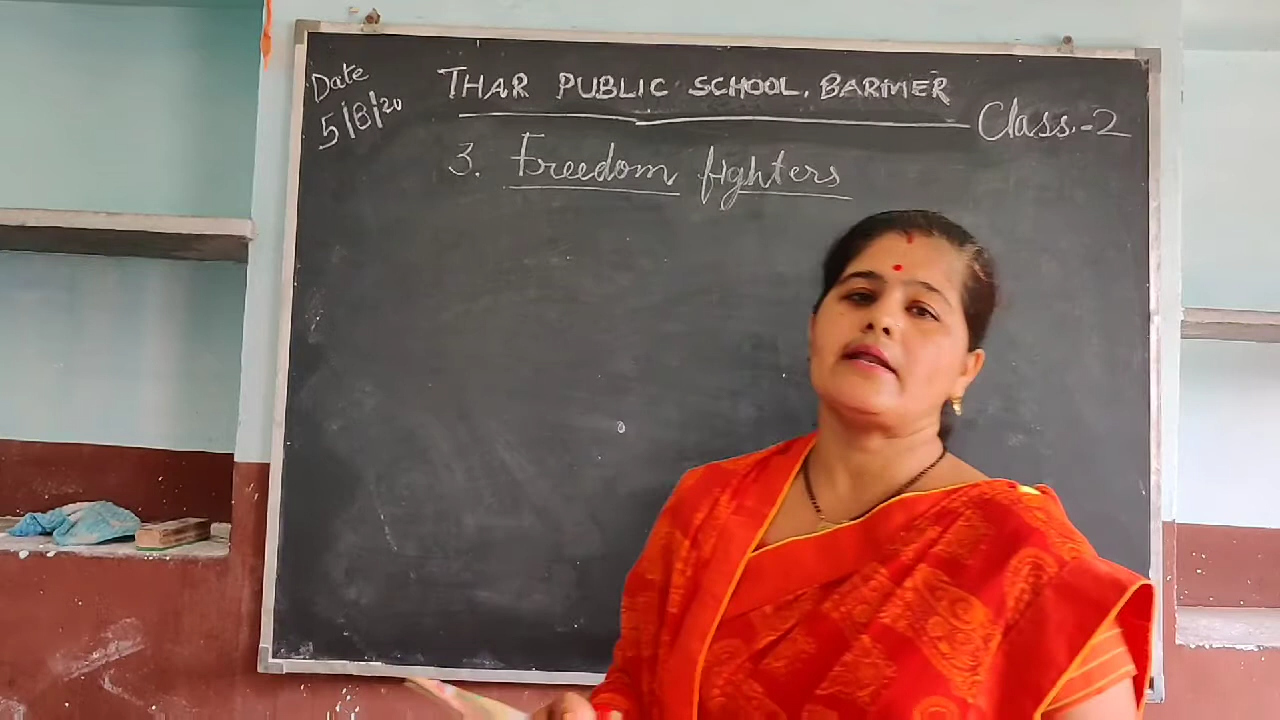 Date
5/8/20
THAR PUBLIC SCHOOL, BARMER
Class-2
3. Freedom fighters